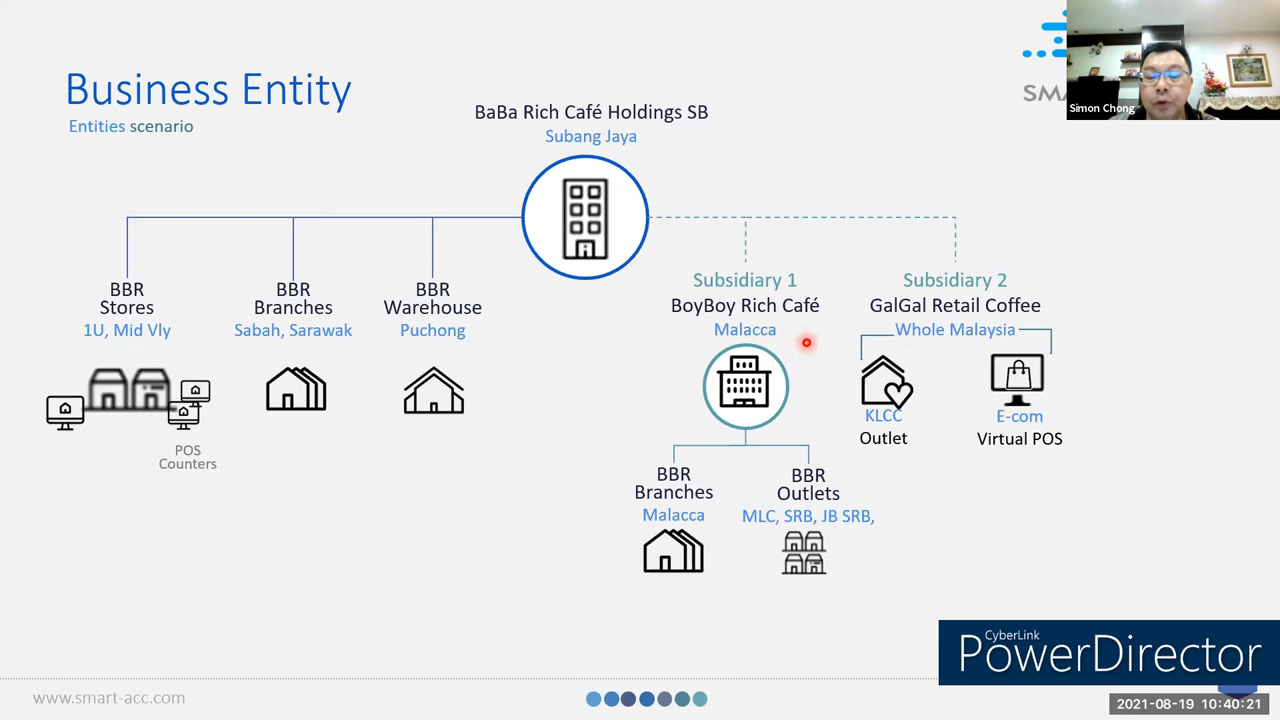 Business Entity
Entities scenario
BaBa Rich Café Holdings SB
Subang Jaya
Simon Chong
BBR
Stores
1U, Mid Vly
BBR
Branches
Sabah, Sarawak
BBR
Warehouse
Puchong
Subsidiary 1
BoyBoy Rich Café
Malacca
Subsidiary 2
GalGal Retail Coffee
Whole Malaysia
POS
Counters
KLCC
Outlet
E-com
Virtual POS
BBR
Branches
Malacca
BBR
Outlets
MLC, SRB, JB SRB,
CyberLink
PowerDirector
www.smart-acc.com
2021-08-19 10:40:21